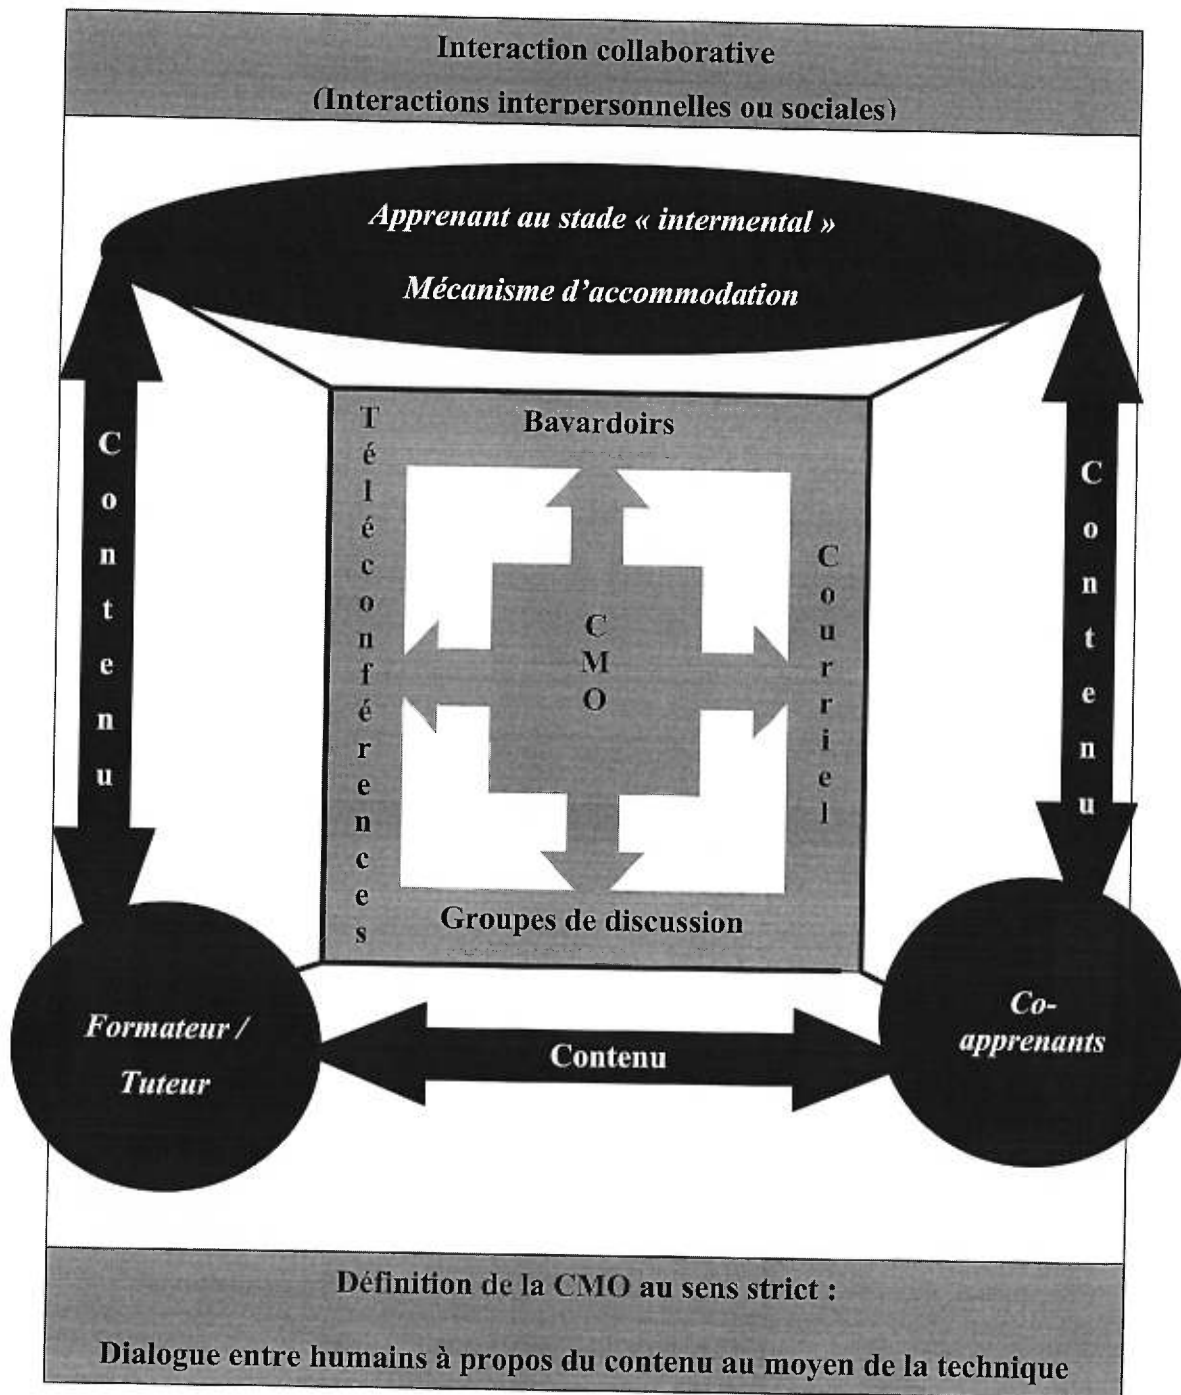 Interaction collaborative
(Interactions interpersonnelles ou sociales)
Apprenant au stade « intermental »
Mécanisme d'accommodation
Contenu
Téléconférences
Bavardoirs
CMO
Courriel
Contenu
Groupes de discussion
Formateur /
Tuteur
Contenu
Co-
apprenants
Définition de la CMO au sens strict :
Dialogue entre humains à propos du contenu au moyen de la technique